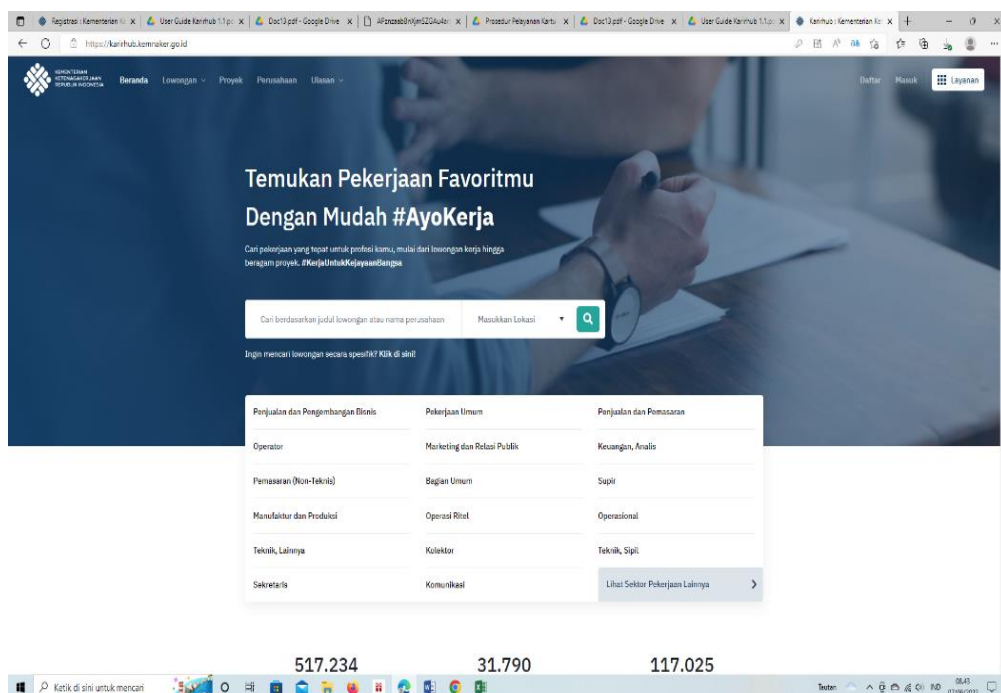 Registrasi : Kementerian K
User Guide Karirhub 1.1.p
Doc13.pdf - Google Drive
Prosedur Pelayanan Kartu
Doc13.pdf - Google Drive
User Guide Karirhub 1.1.p
Karirhub : Kementerian Ke
https://karirhub.kemnaker.go.id
KEMENTERIAN
KETENAGAKERJAAN
REPUBLIK INDONESIA
Beranda Lowongan Proyek Perusahaan Ulasan
Daftar Masuk Layanan
Temukan Pekerjaan Favoritmu
Dengan Mudah #AyoKerja
Cari pekerjaan yang tepat untuk profesi kamu, mulai dari lowongan kerja hingga
beragam proyek. #KerjaUntukKejayaanBangsa
Cari berdasarkan judul lowongan atau nama perusahaan Masukkan Lokasi
Ingin mencari lowongan secara spesifik? Klik di sini!
Penjualan dan Pengembangan Bisnis Pekerjaan Umum Penjualan dan Pemasaran
Operator Marketing dan Relasi Publik Keuangan, Analis
Pemasaran (Non-Teknis) Bagian Umum Supir
Manufaktur dan Produksi Operasi Ritel Operasional
Teknik, Lainnya Kolektor Teknik, Sipil
Sekretaris Komunikasi Lihat Sektor Pekerjaan Lainnya
517.234 31.790 117.025
Ketik di sini untuk mencari
Tautan IND 08.43